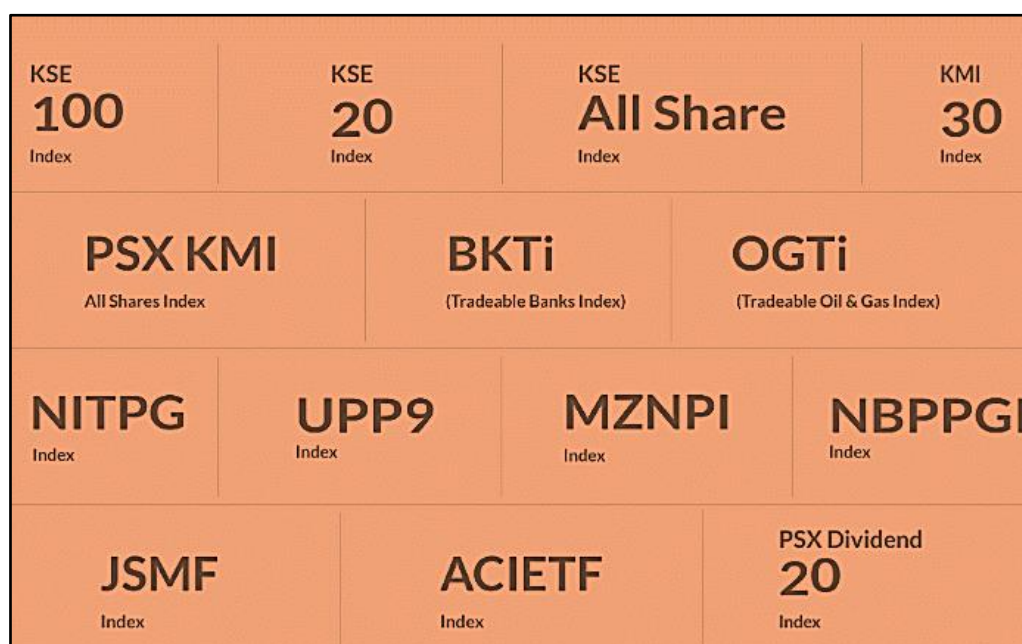 KSE
100
Index
KSE
20
Index
KSE
All Share
Index
KMI
30
Index
PSX KMI
All Shares Index
BKTi
(Tradeable Banks Index)
OGTi
(Tradeable Oil & Gas Index)
NITPG
Index
UPP9
Index
MZNPI
Index
NBPPGI
Index
JSMF
Index
ACIETF
Index
PSX Dividend
20
Index